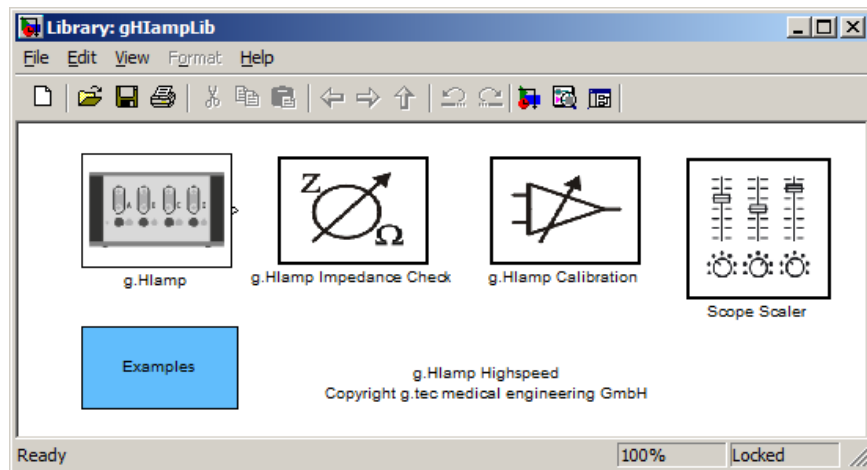 Library: gHIampLib
File Edit View Format Help
g.HIamp
Z
Ω
g.HIamp Impedance Check
g.HIamp Calibration
Scope Scaler
Examples
g.HIamp Highspeed
Copyright g.tec medical engineering GmbH
Ready
100%
Locked